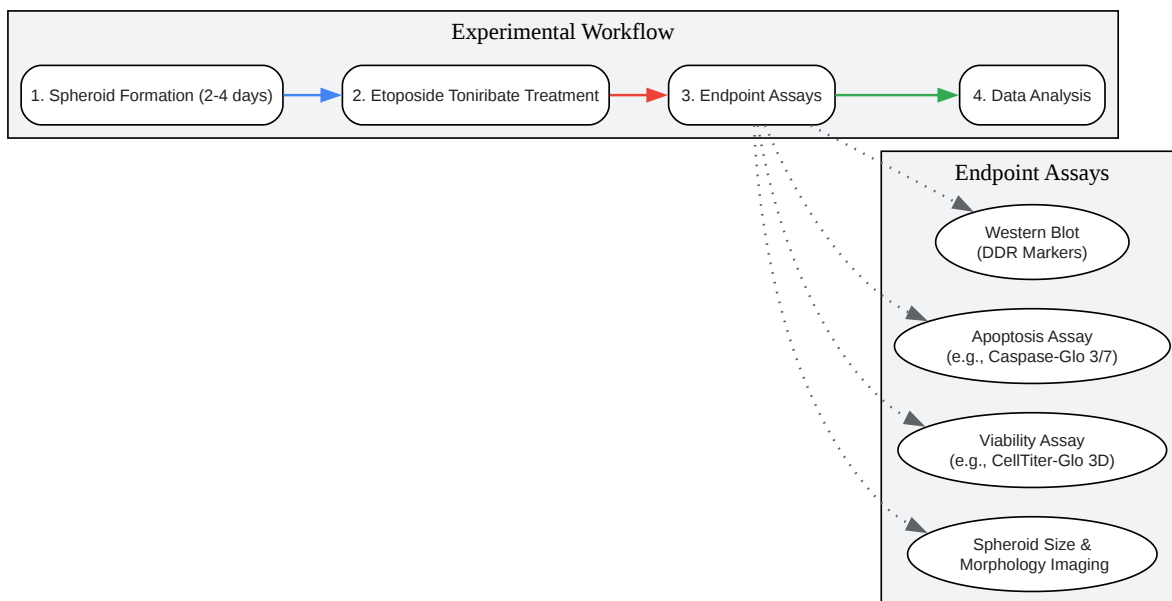 Experimental Workflow
1. Spheroid Formation (2-4 days)
2. Etoposide Toniribate Treatment
3. Endpoint Assays
4. Data Analysis
Endpoint Assays
Western Blot
(DDR Markers)
Apoptosis Assay
(e.g., Caspase-Glo 3/7)
Viability Assay
(e.g., CellTiter-Glo 3D)
Spheroid Size &
Morphology Imaging